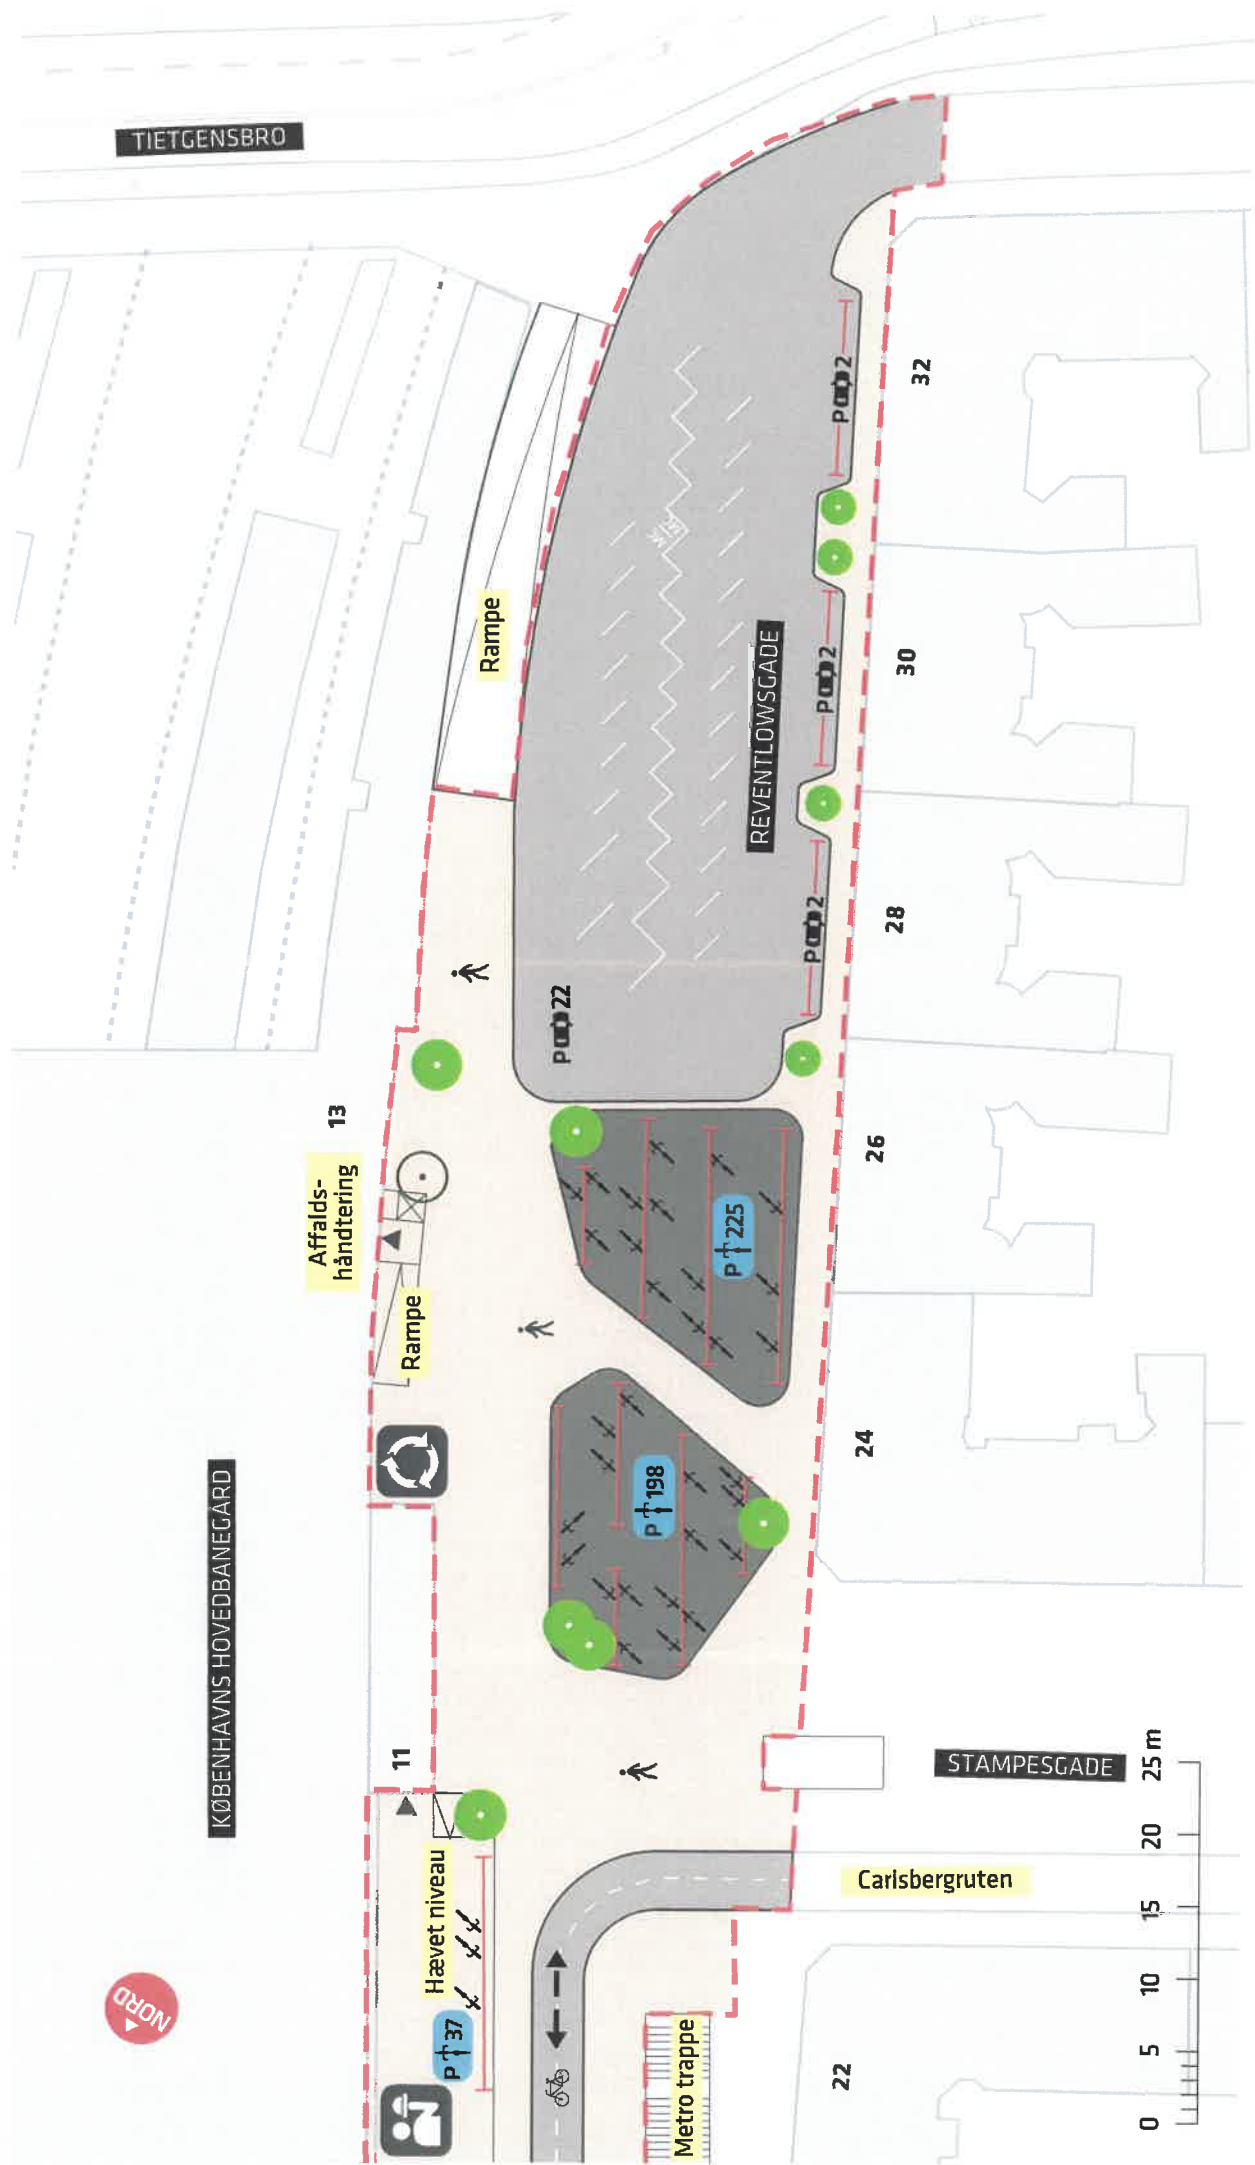 TIETGENSBRO
32
P 2
Rampe
30
P 2
REVENTLOWSGADE
28
P 2
P 22
13
Affalds-
håndtering
26
P 225
Rampe
24
P 198
KØBENHAVNS HOVEDBANEGÅRD
11
STAMPESGADE
Hævet niveau
Carlsbergruten
P 37
NORD
Metro trappe
22
0 5 10 15 20 25 m